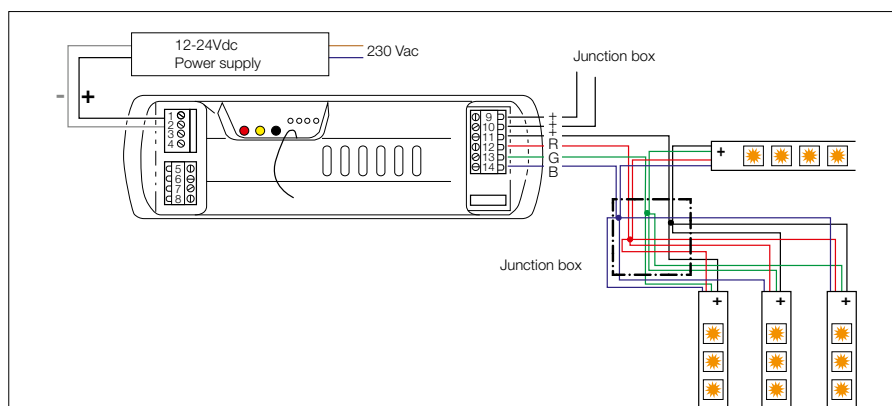 12-24Vdc
Power supply
230 Vac
Junction box
- +
1
2
3
4
5
6
7
8
9 +
10 +
11 +
12 R
13 G
14 B
+
Junction box
+ + +